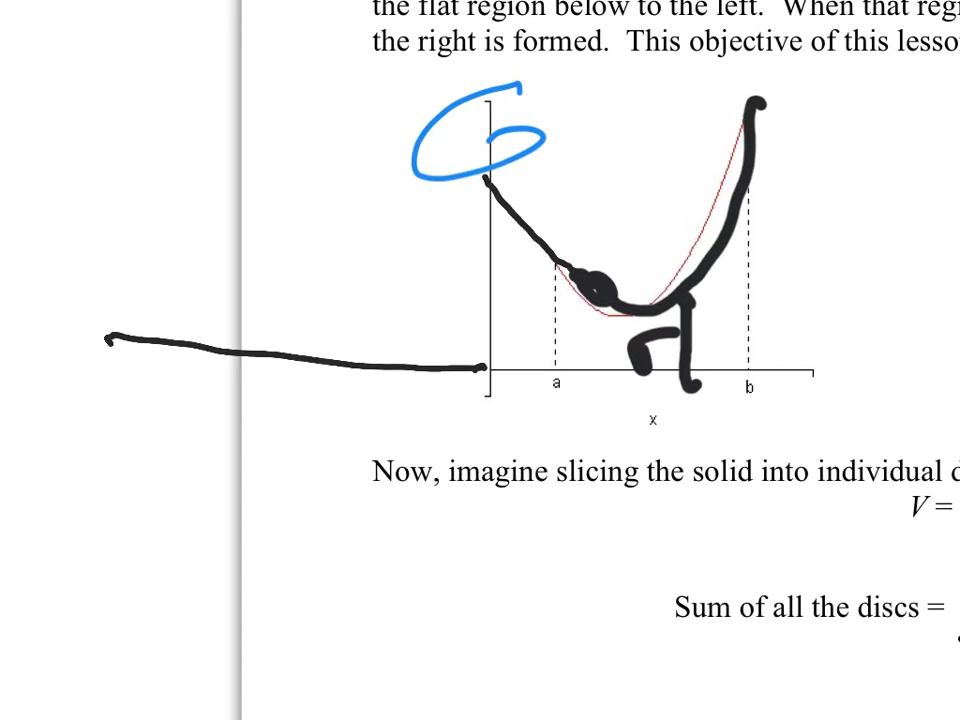 the flat region below to the left. When that regi
the right is formed. This objective of this lesso
a
b
x
Now, imagine slicing the solid into individual d
V =
Sum of all the discs =